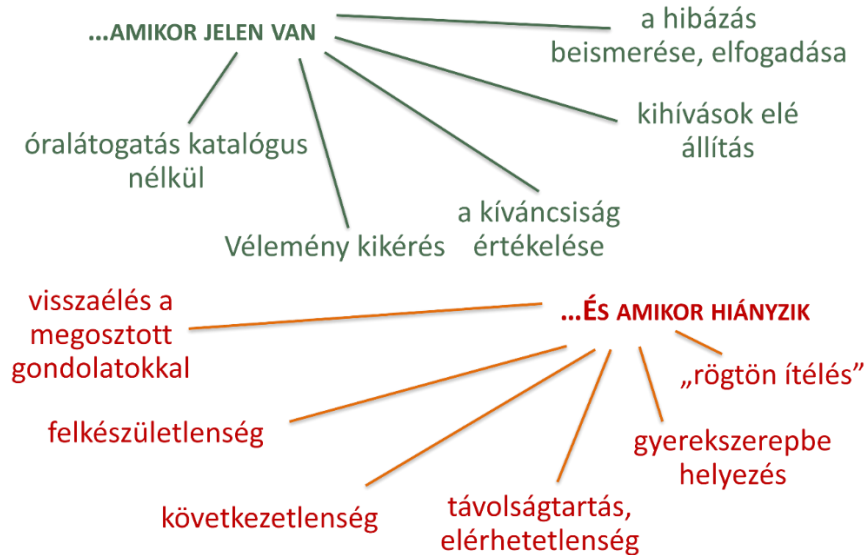 ...AMIKOR JELEN VAN
a hibázás
beismerése, elfogadása
kihívások elé
állítás
óralátogatás katalógus
nélkül
a kíváncsiság
értékelése
Vélemény kikérés
...ÉS AMIKOR HIÁNYZIK
visszaélés a
megosztott
gondolatokkal
„rögtön ítélés”
felkészületlenség
gyerekszerepbe
helyezés
következetlenség
távolságtartás,
elérhetetlenség